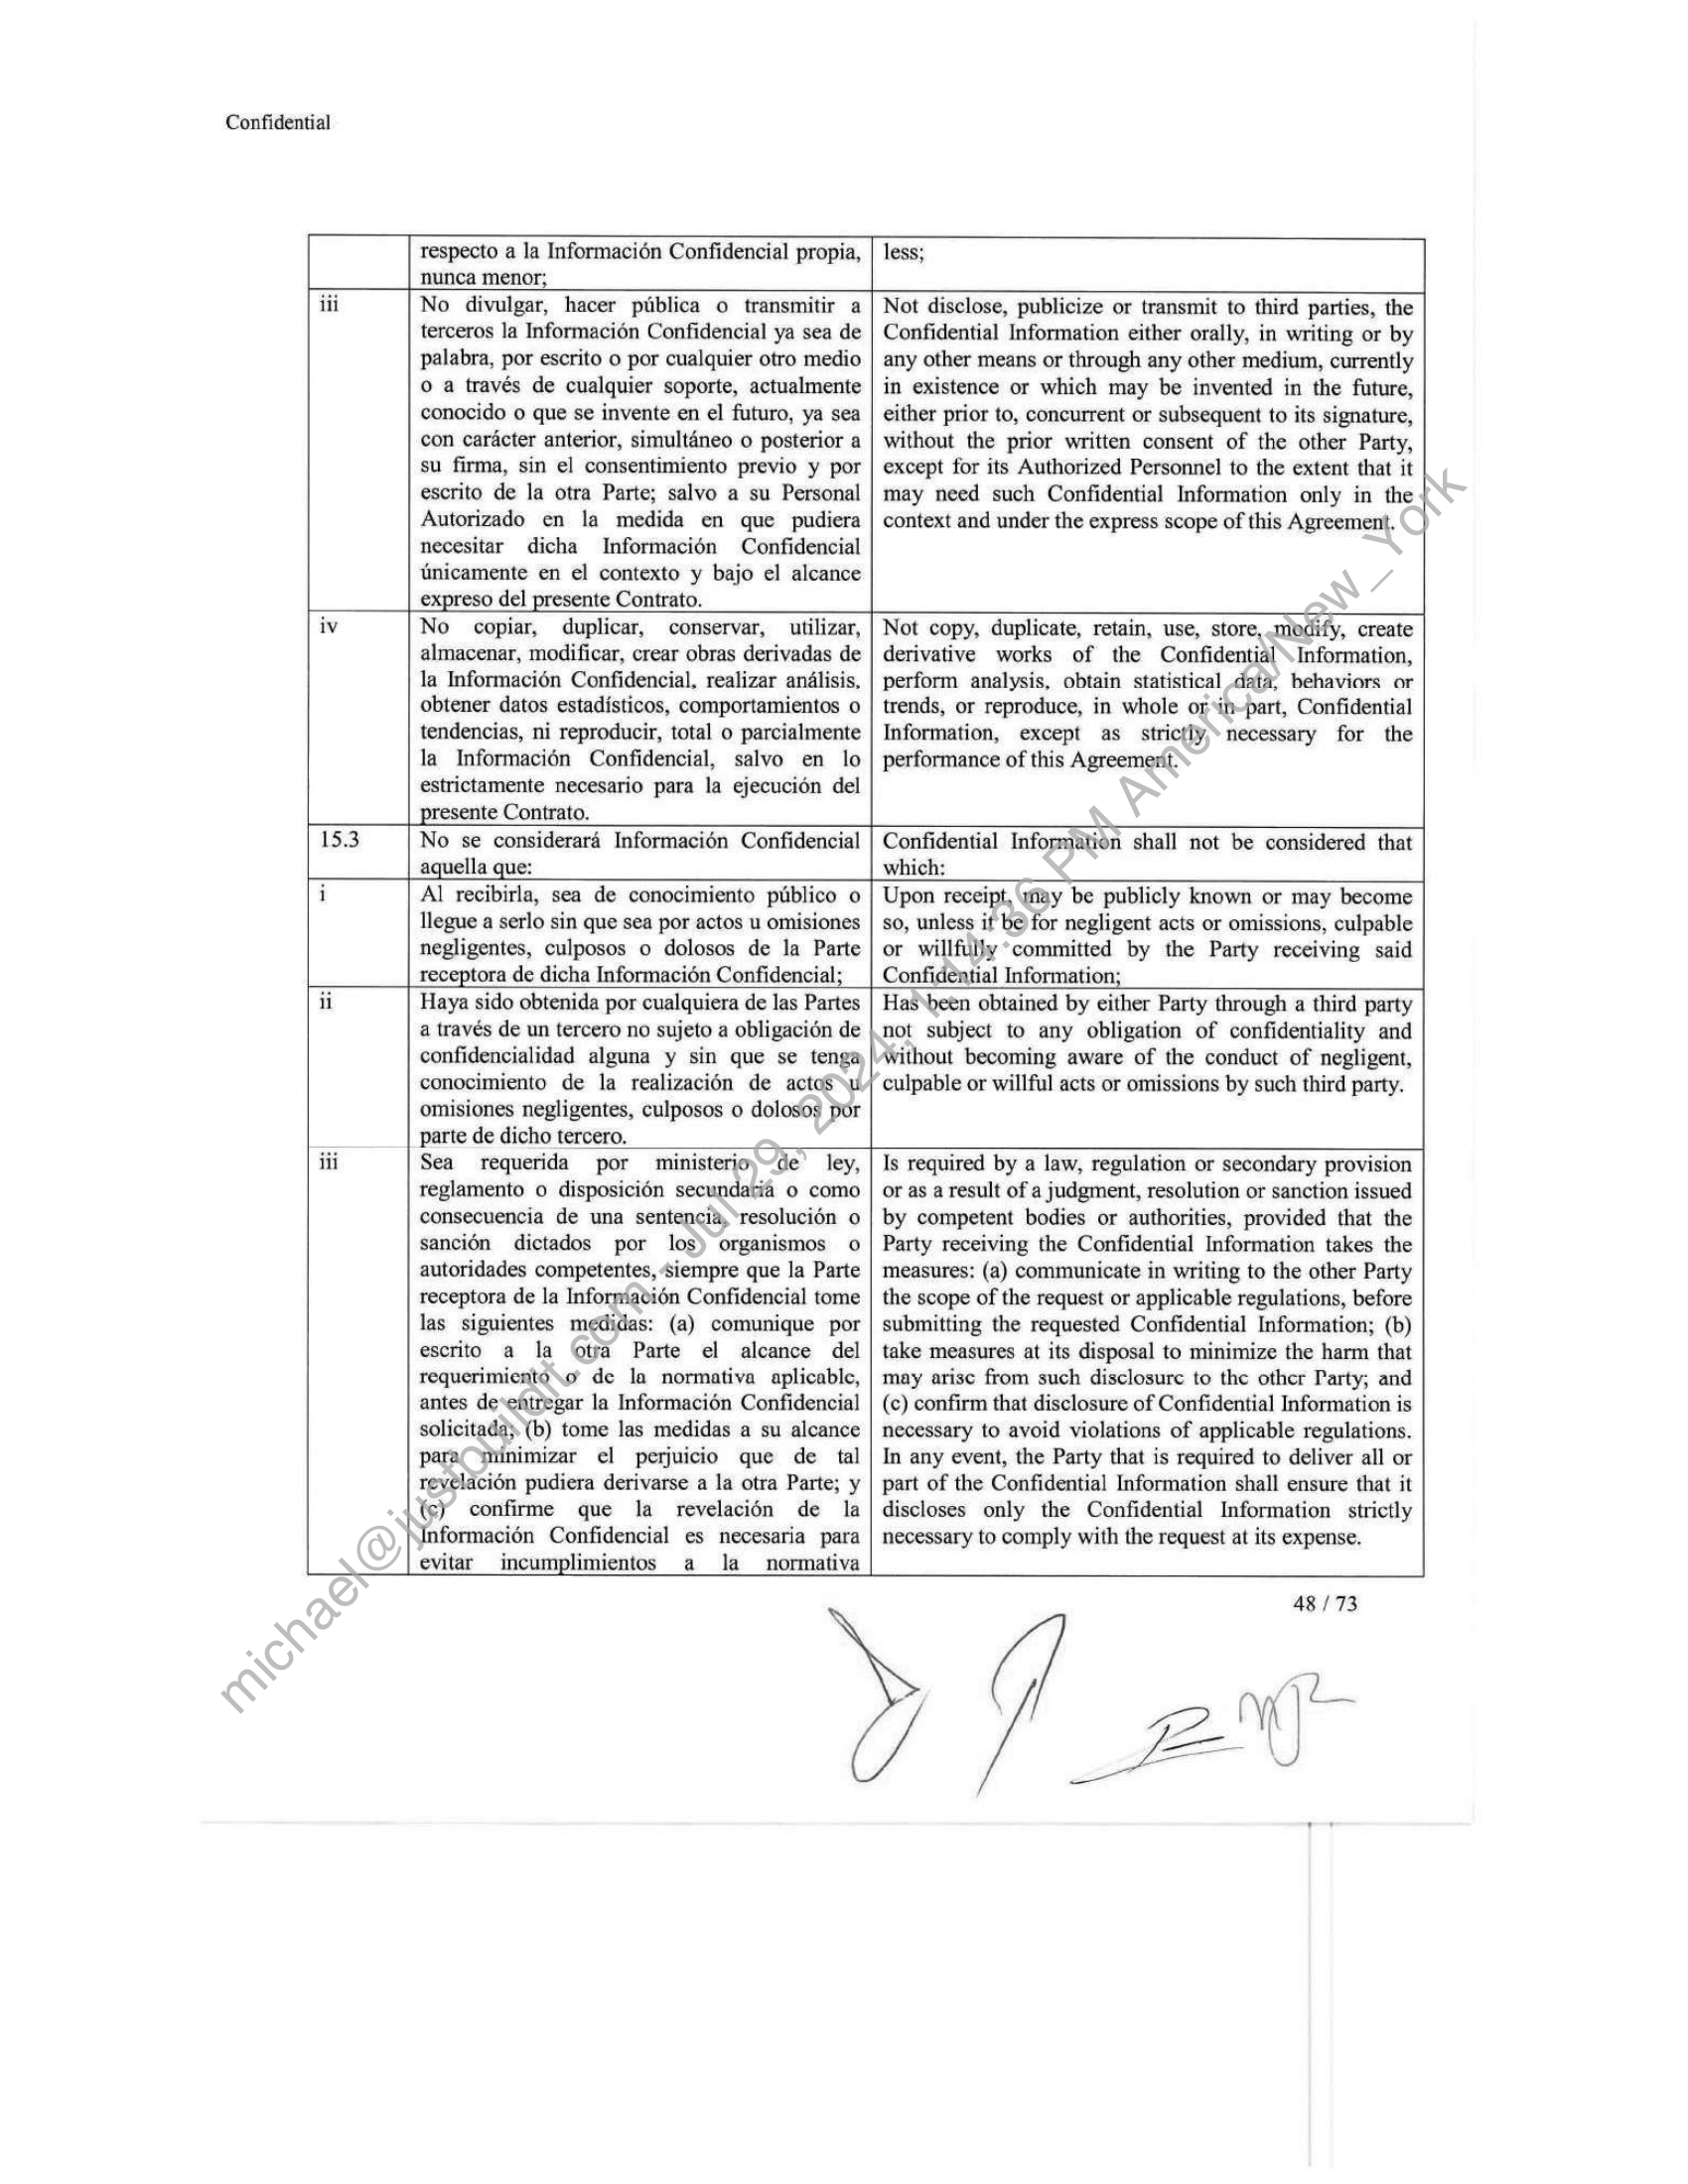 Confidential
respecto a la Información Confidencial propia,
nunca menor;
less;
iii
No divulgar, hacer pública o transmitir a
terceros la Información Confidencial ya sea de
palabra, por escrito o por cualquier otro medio
o a través de cualquier soporte, actualmente
conocido o que se invente en el futuro, ya sea
con carácter anterior, simultáneo o posterior a
su firma, sin el consentimiento previo y por
escrito de la otra Parte; salvo a su Personal
Autorizado en la medida en que pudiera
necesitar dicha Información Confidencial
únicamente en el contexto y bajo el alcance
expreso del presente Contrato.
Not disclose, publicize or transmit to third parties, the
Confidential Information either orally, in writing or by
any other means or through any other medium, currently
in existence or which may be invented in the future,
either prior to, concurrent or subsequent to its signature,
without the prior written consent of the other Party,
except for its Authorized Personnel to the extent that it
may need such Confidential Information only in the
context and under the express scope of this Agreement.
iv
No copiar, duplicar, conservar, utilizar,
almacenar, modificar, crear obras derivadas de
la Información Confidencial, realizar análisis,
obtener datos estadísticos, comportamientos o
tendencias, ni reproducir, total o parcialmente
la Información Confidencial, salvo en lo
estrictamente necesario para la ejecución del
presente Contrato.
Not copy, duplicate, retain, use, store, modify, create
derivative works of the Confidential Information,
perform analysis, obtain statistical data, behaviors or
trends, or reproduce, in whole or in part, Confidential
Information, except as strictly necessary for the
performance of this Agreement.
15.3
No se considerará Información Confidencial
aquella que:
Confidential Information shall not be considered that
which:
i
Al recibirla, sea de conocimiento público o
llegue a serlo sin que sea por actos u omisiones
negligentes, culposos o dolosos de la Parte
receptora de dicha Información Confidencial;
Upon receipt, may be publicly known or may become
so, unless it be for negligent acts or omissions, culpable
or willfully committed by the Party receiving said
Confidential Information;
ii
Haya sido obtenida por cualquiera de las Partes
a través de un tercero no sujeto a obligación de
confidencialidad alguna y sin que se tenga
conocimiento de la realización de actos u
omisiones negligentes, culposos o dolosos por
parte de dicho tercero.
Has been obtained by either Party through a third party
not subject to any obligation of confidentiality and
without becoming aware of the conduct of negligent,
culpable or willful acts or omissions by such third party.
iii
Sea requerida por ministerio de ley,
reglamento o disposición secundaria o como
consecuencia de una sentencia, resolución o
sanción dictados por los organismos o
autoridades competentes, siempre que la Parte
receptora de la Información Confidencial tome
las siguientes medidas: (a) comunique por
escrito a la otra Parte el alcance del
requerimiento o de la normativa aplicable,
antes de entregar la Información Confidencial
solicitada; (b) tome las medidas a su alcance
para minimizar el perjuicio que de tal
revelación pudiera derivarse a la otra Parte; y
(c) confirme que la revelación de la
Información Confidencial es necesaria para
evitar incumplimientos a la normativa
Is required by a law, regulation or secondary provision
or as a result of a judgment, resolution or sanction issued
by competent bodies or authorities, provided that the
Party receiving the Confidential Information takes the
measures: (a) communicate in writing to the other Party
the scope of the request or applicable regulations, before
submitting the requested Confidential Information; (b)
take measures at its disposal to minimize the harm that
may arise from such disclosure to the other Party; and
(c) confirm that disclosure of Confidential Information is
necessary to avoid violations of applicable regulations.
In any event, the Party that is required to deliver all or
part of the Confidential Information shall ensure that it
discloses only the Confidential Information strictly
necessary to comply with the request at its expense.
48 / 73
michael@justbuildit.com - Jul 29, 2024, 1:14:36 PM America/New_York